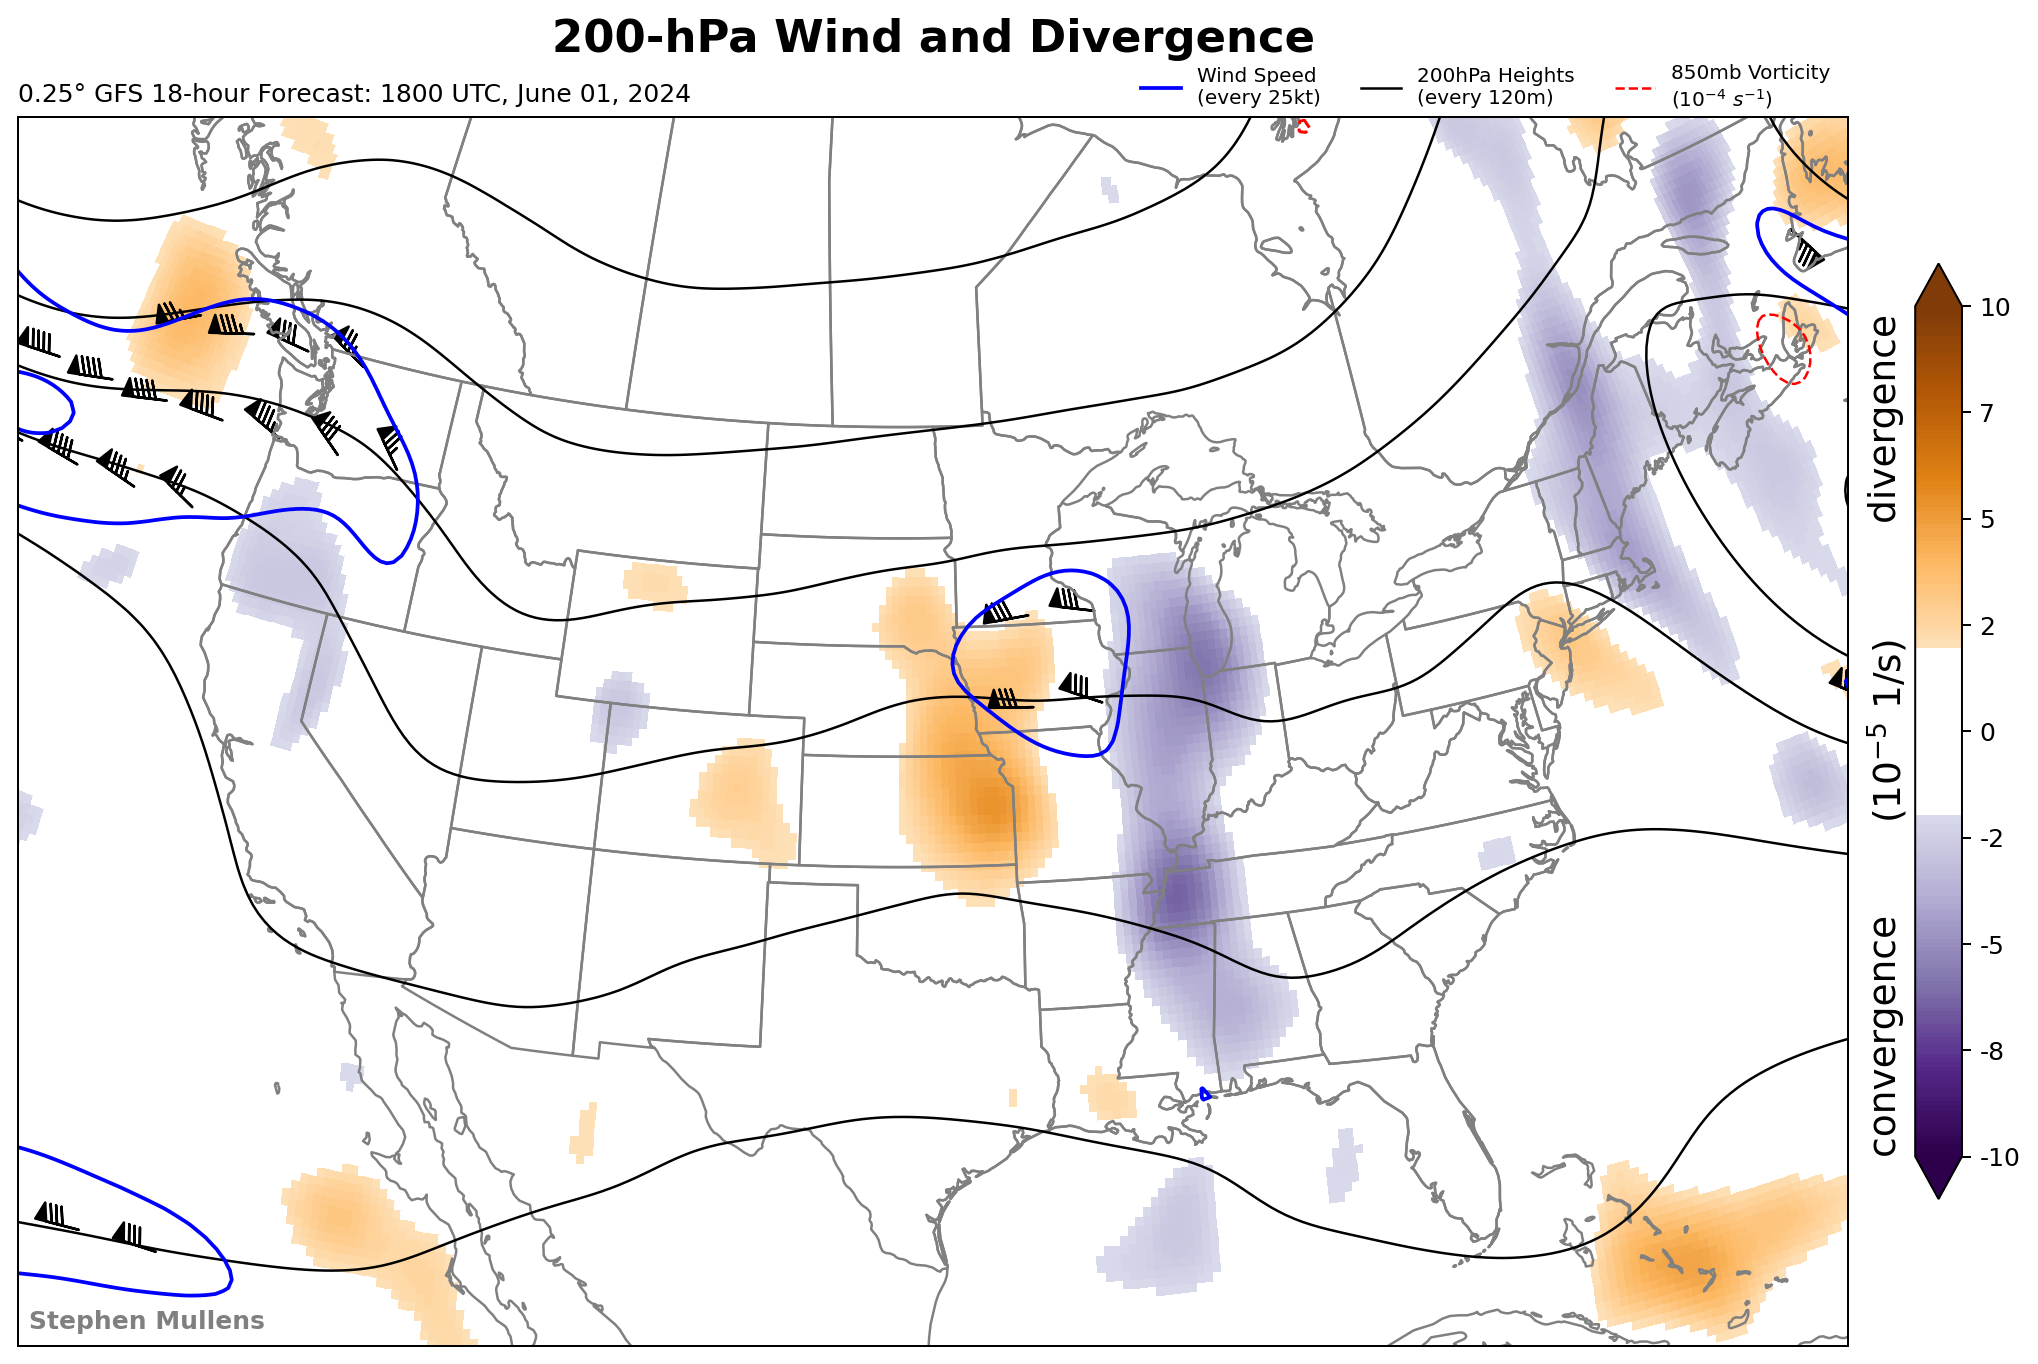 200-hPa Wind and Divergence
0.25° GFS 18-hour Forecast: 1800 UTC, June 01, 2024
Wind Speed
(every 25kt)
200hPa Heights
(every 120m)
850mb Vorticity
(10⁻⁴ s⁻¹)
10
7
5
2
0
-2
-5
-8
-10
convergence (10⁻⁵ 1/s) divergence
Stephen Mullens